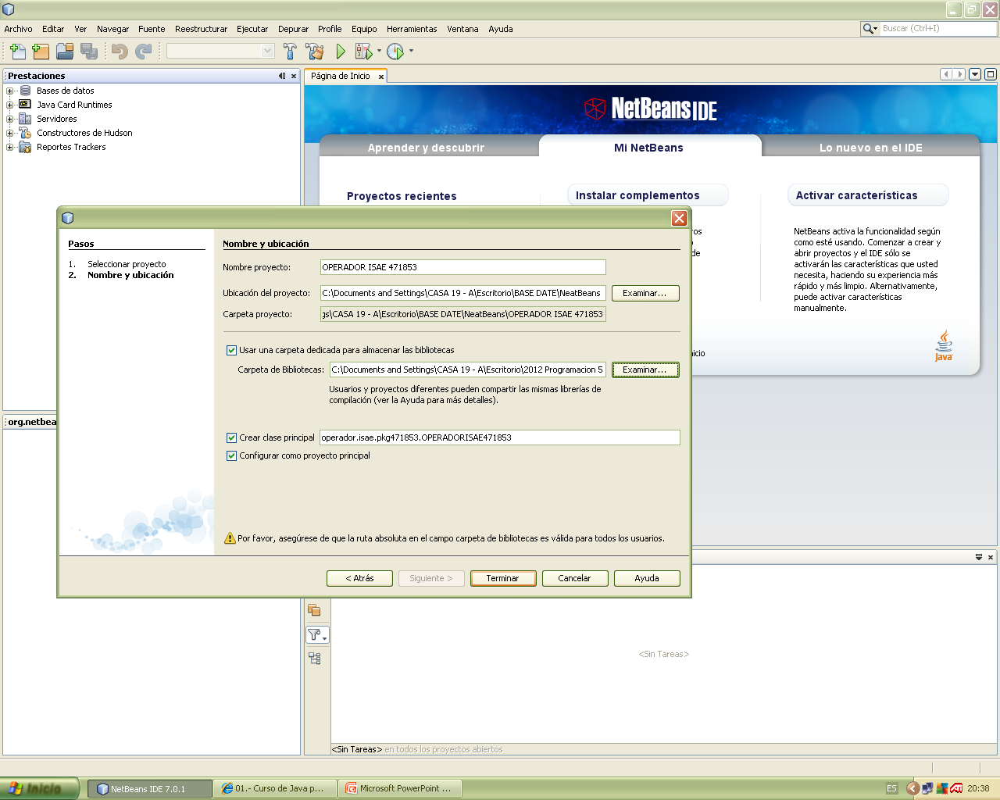 Archivo Editar Ver Navegar Fuente Reestructurar Ejecutar Depurar Profile Equipo Herramientas Ventana Ayuda
Buscar (Ctrl+I)
Prestaciones
Bases de datos
Java Card Runtimes
Servidores
Constructores de Hudson
Reportes Trackers
Página de Inicio
NetBeans IDE
Aprender y descubrir
Mi NetBeans
Lo nuevo en el IDE
Proyectos recientes
Instalar complementos
Activar características
NetBeans activa la funcionalidad según
como esté usando. Comenzar a crear y
abrir proyectos y el IDE sólo se
activarán las características que usted
necesita, haciendo su experiencia más
rápido y más limpio. Alternativamente,
puede activar características
manualmente.
ros
o
de
icio
Java
org.netbea
Pasos
1. Seleccionar proyecto
2. Nombre y ubicación
Nombre y ubicación
Nombre proyecto: OPERADOR ISAE 471853
Ubicación del proyecto: C:\Documents and Settings\CASA 19 - A\Escritorio\BASE DATE\NeatBeans Examinar...
Carpeta proyecto: gs\CASA 19 - A\Escritorio\BASE DATE\NeatBeans\OPERADOR ISAE 471853
Usar una carpeta dedicada para almacenar las bibliotecas
Carpeta de Bibliotecas: C:\Documents and Settings\CASA 19 - A\Escritorio\2012 Programacion 5 Examinar...
Usuarios y proyectos diferentes pueden compartir las mismas librerías de
compilación (ver la Ayuda para más detalles).
Crear clase principal operador.isae.pkg471853.OPERADORISAE471853
Configurar como proyecto principal
Por favor, asegúrese de que la ruta absoluta en el campo carpeta de bibliotecas es válida para todos los usuarios.
< Atrás Siguiente > Terminar Cancelar Ayuda
<Sin Tareas>
<Sin Tareas> en todos los proyectos abiertos
Inicio
NetBeans IDE 7.0.1
01.- Curso de Java p...
Microsoft PowerPoint ...
ES
20:38